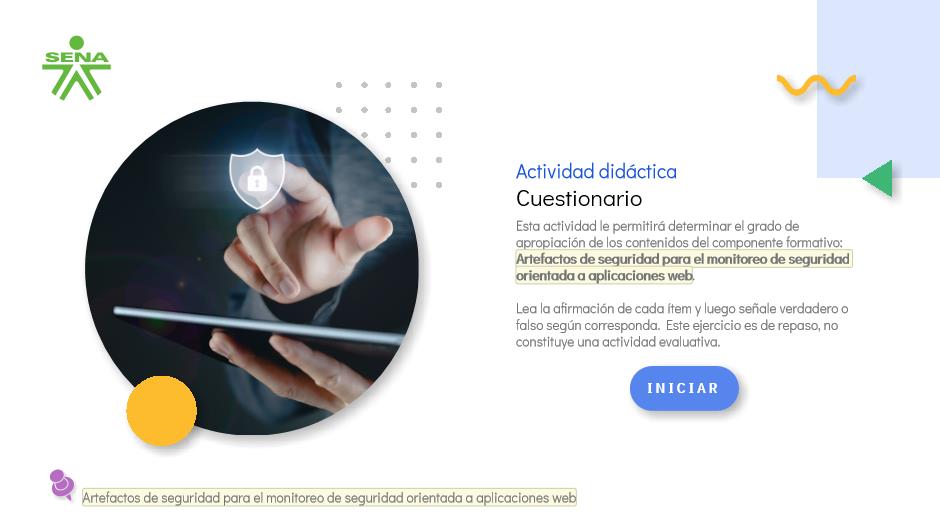 SENA
Actividad didáctica
Cuestionario
Esta actividad le permitirá determinar el grado de
apropiación de los contenidos del componente formativo:
Artefactos de seguridad para el monitoreo de seguridad
orientada a aplicaciones web.
Lea la afirmación de cada ítem y luego señale verdadero o
falso según corresponda. Este ejercicio es de repaso, no
constituye una actividad evaluativa.
INICIAR
Artefactos de seguridad para el monitoreo de seguridad orientada a aplicaciones web